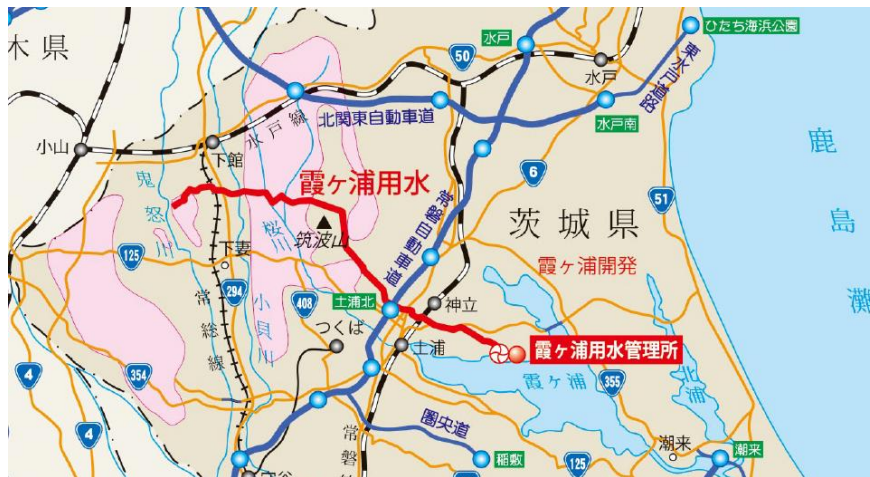 木県
50
水戸
水戸
ひたち海浜公園
東水戸道路
小山
下館
水戸線
北関東自動車道
水戸南
鬼怒川
霞ヶ浦用水
桜川
筑波山
常磐自動車道
6
51
茨城県
鹿島灘
125
下妻
294
常総線
小貝川
408
土浦北
神立
霞ヶ浦開発
つくば
土浦
霞ヶ浦用水管理所
霞ヶ浦
355
北浦
4
354
4
圏央道
稲敷
125
潮来
潮来
守谷
常磐